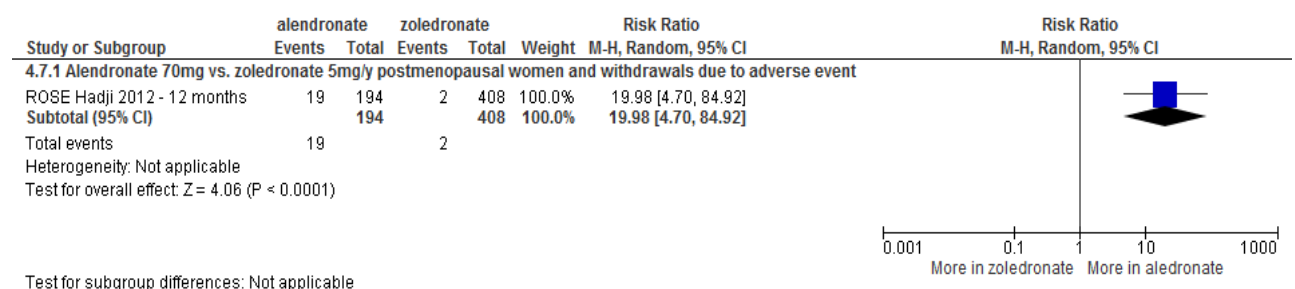 alendronate zoledronate Risk Ratio Risk Ratio
Study or Subgroup Events Total Events Total Weight M-H, Random, 95% CI M-H, Random, 95% CI
4.7.1 Alendronate 70mg vs. zoledronate 5mg/y postmenopausal women and withdrawals due to adverse event
ROSE Hadji 2012 - 12 months 19 194 2 408 100.0% 19.98 [4.70, 84.92]
Subtotal (95% CI) 194 408 100.0% 19.98 [4.70, 84.92]
Total events 19 2
Heterogeneity: Not applicable
Test for overall effect: Z = 4.06 (P < 0.0001)
0.001 0.1 1 10 1000
More in zoledronate More in aledronate
Test for subgroup differences: Not applicable